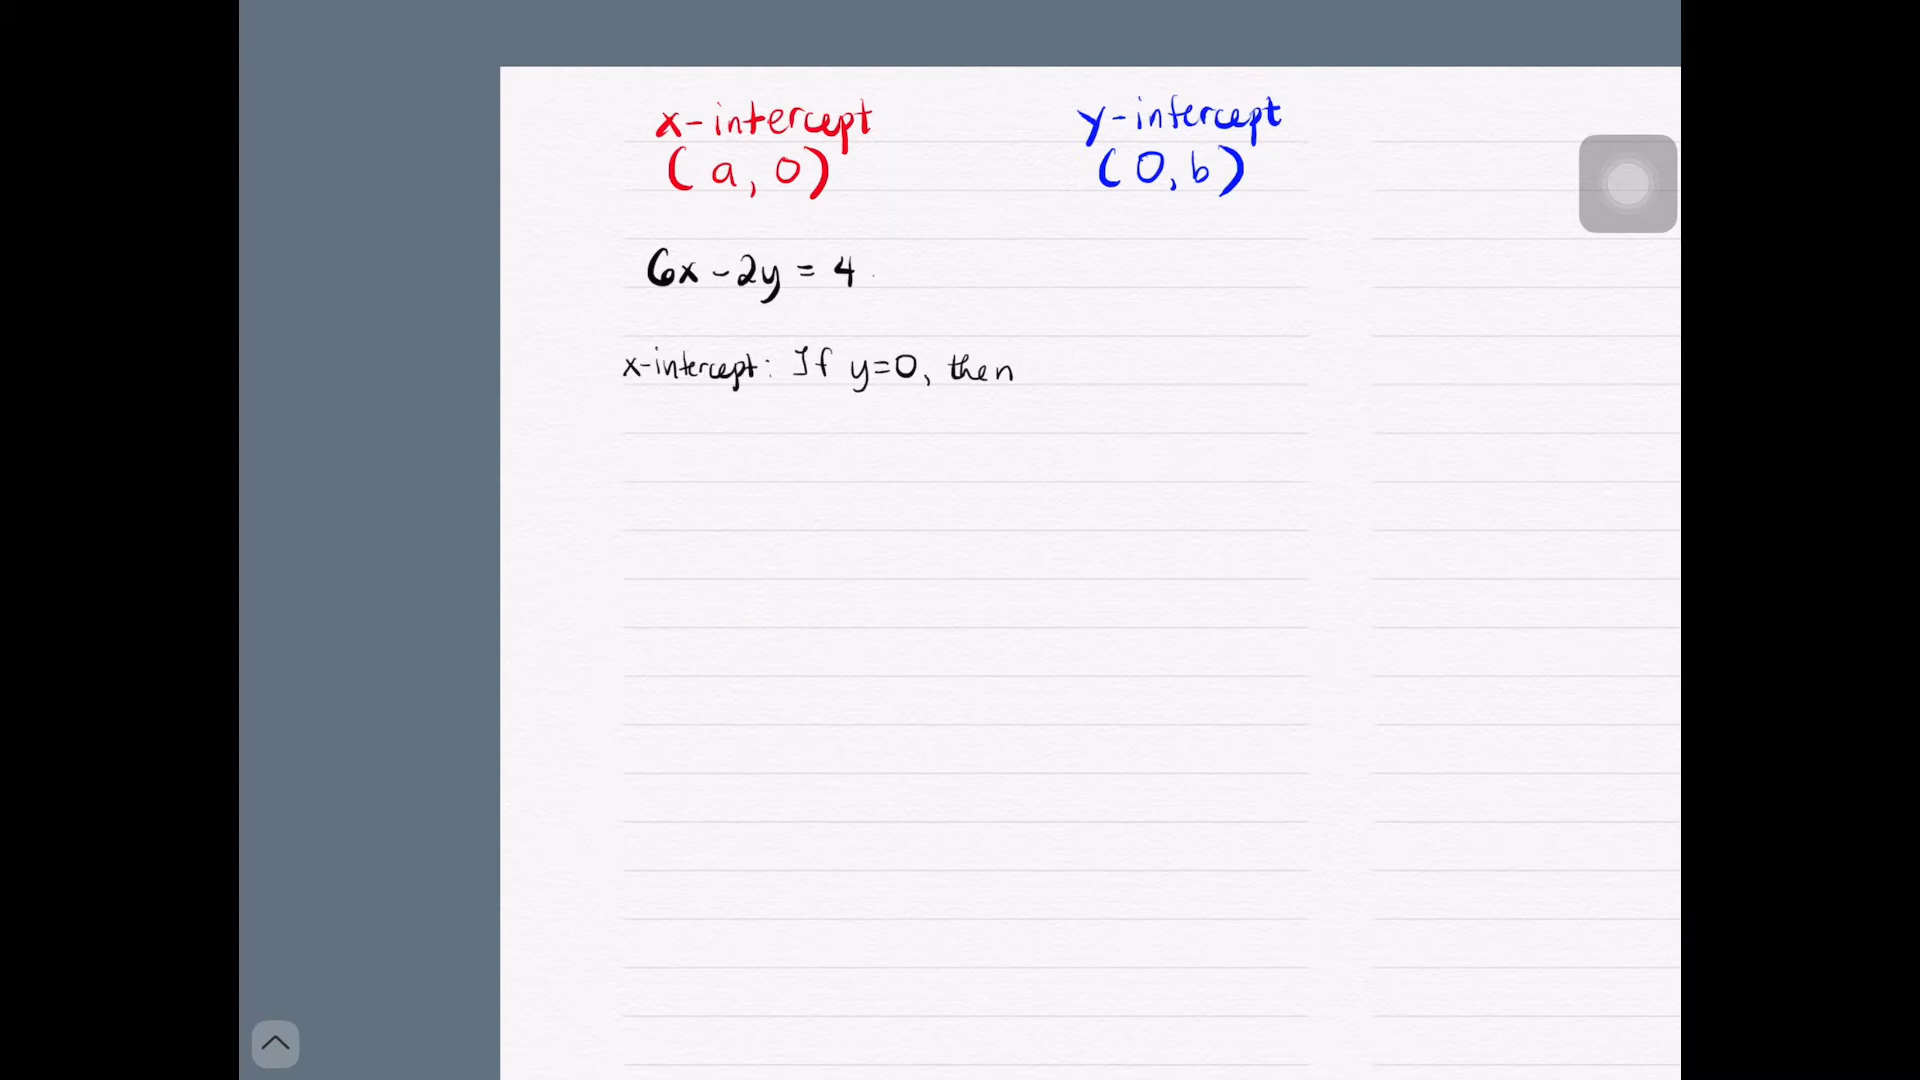 x-intercept y-intercept
(a, 0) (0, b)
6x - 2y = 4
x-intercept: If y=0, then